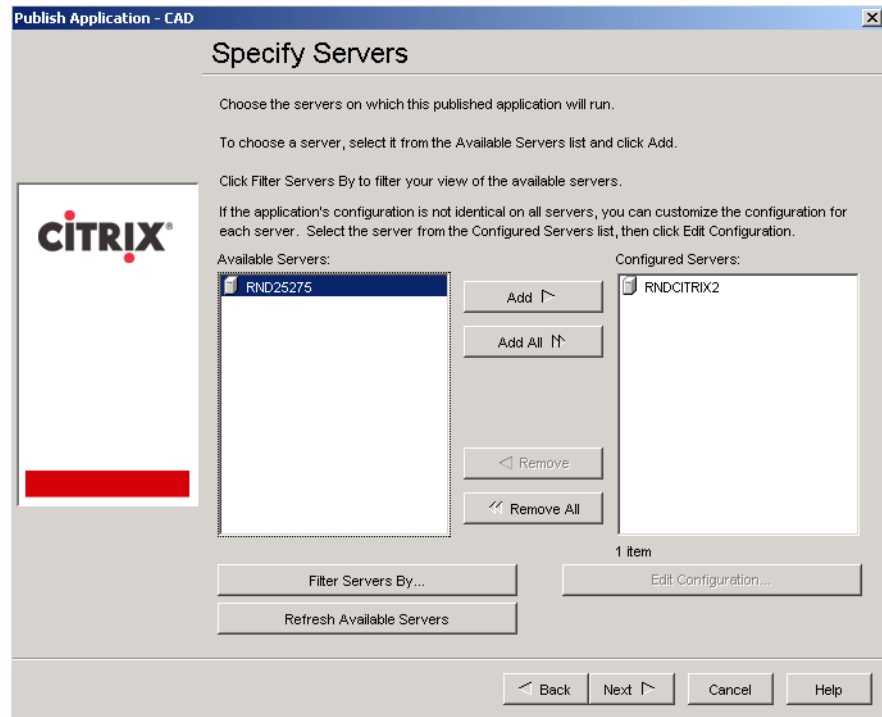 Publish Application - CAD
Specify Servers
Choose the servers on which this published application will run.
To choose a server, select it from the Available Servers list and click Add.
Click Filter Servers By to filter your view of the available servers.
If the application's configuration is not identical on all servers, you can customize the configuration for
each server. Select the server from the Configured Servers list, then click Edit Configuration.
CITRIX®
Available Servers:
Configured Servers:
RND25275
RNDCITRIX2
Add
Add All
Remove
Remove All
1 item
Filter Servers By...
Edit Configuration...
Refresh Available Servers
Back
Next
Cancel
Help